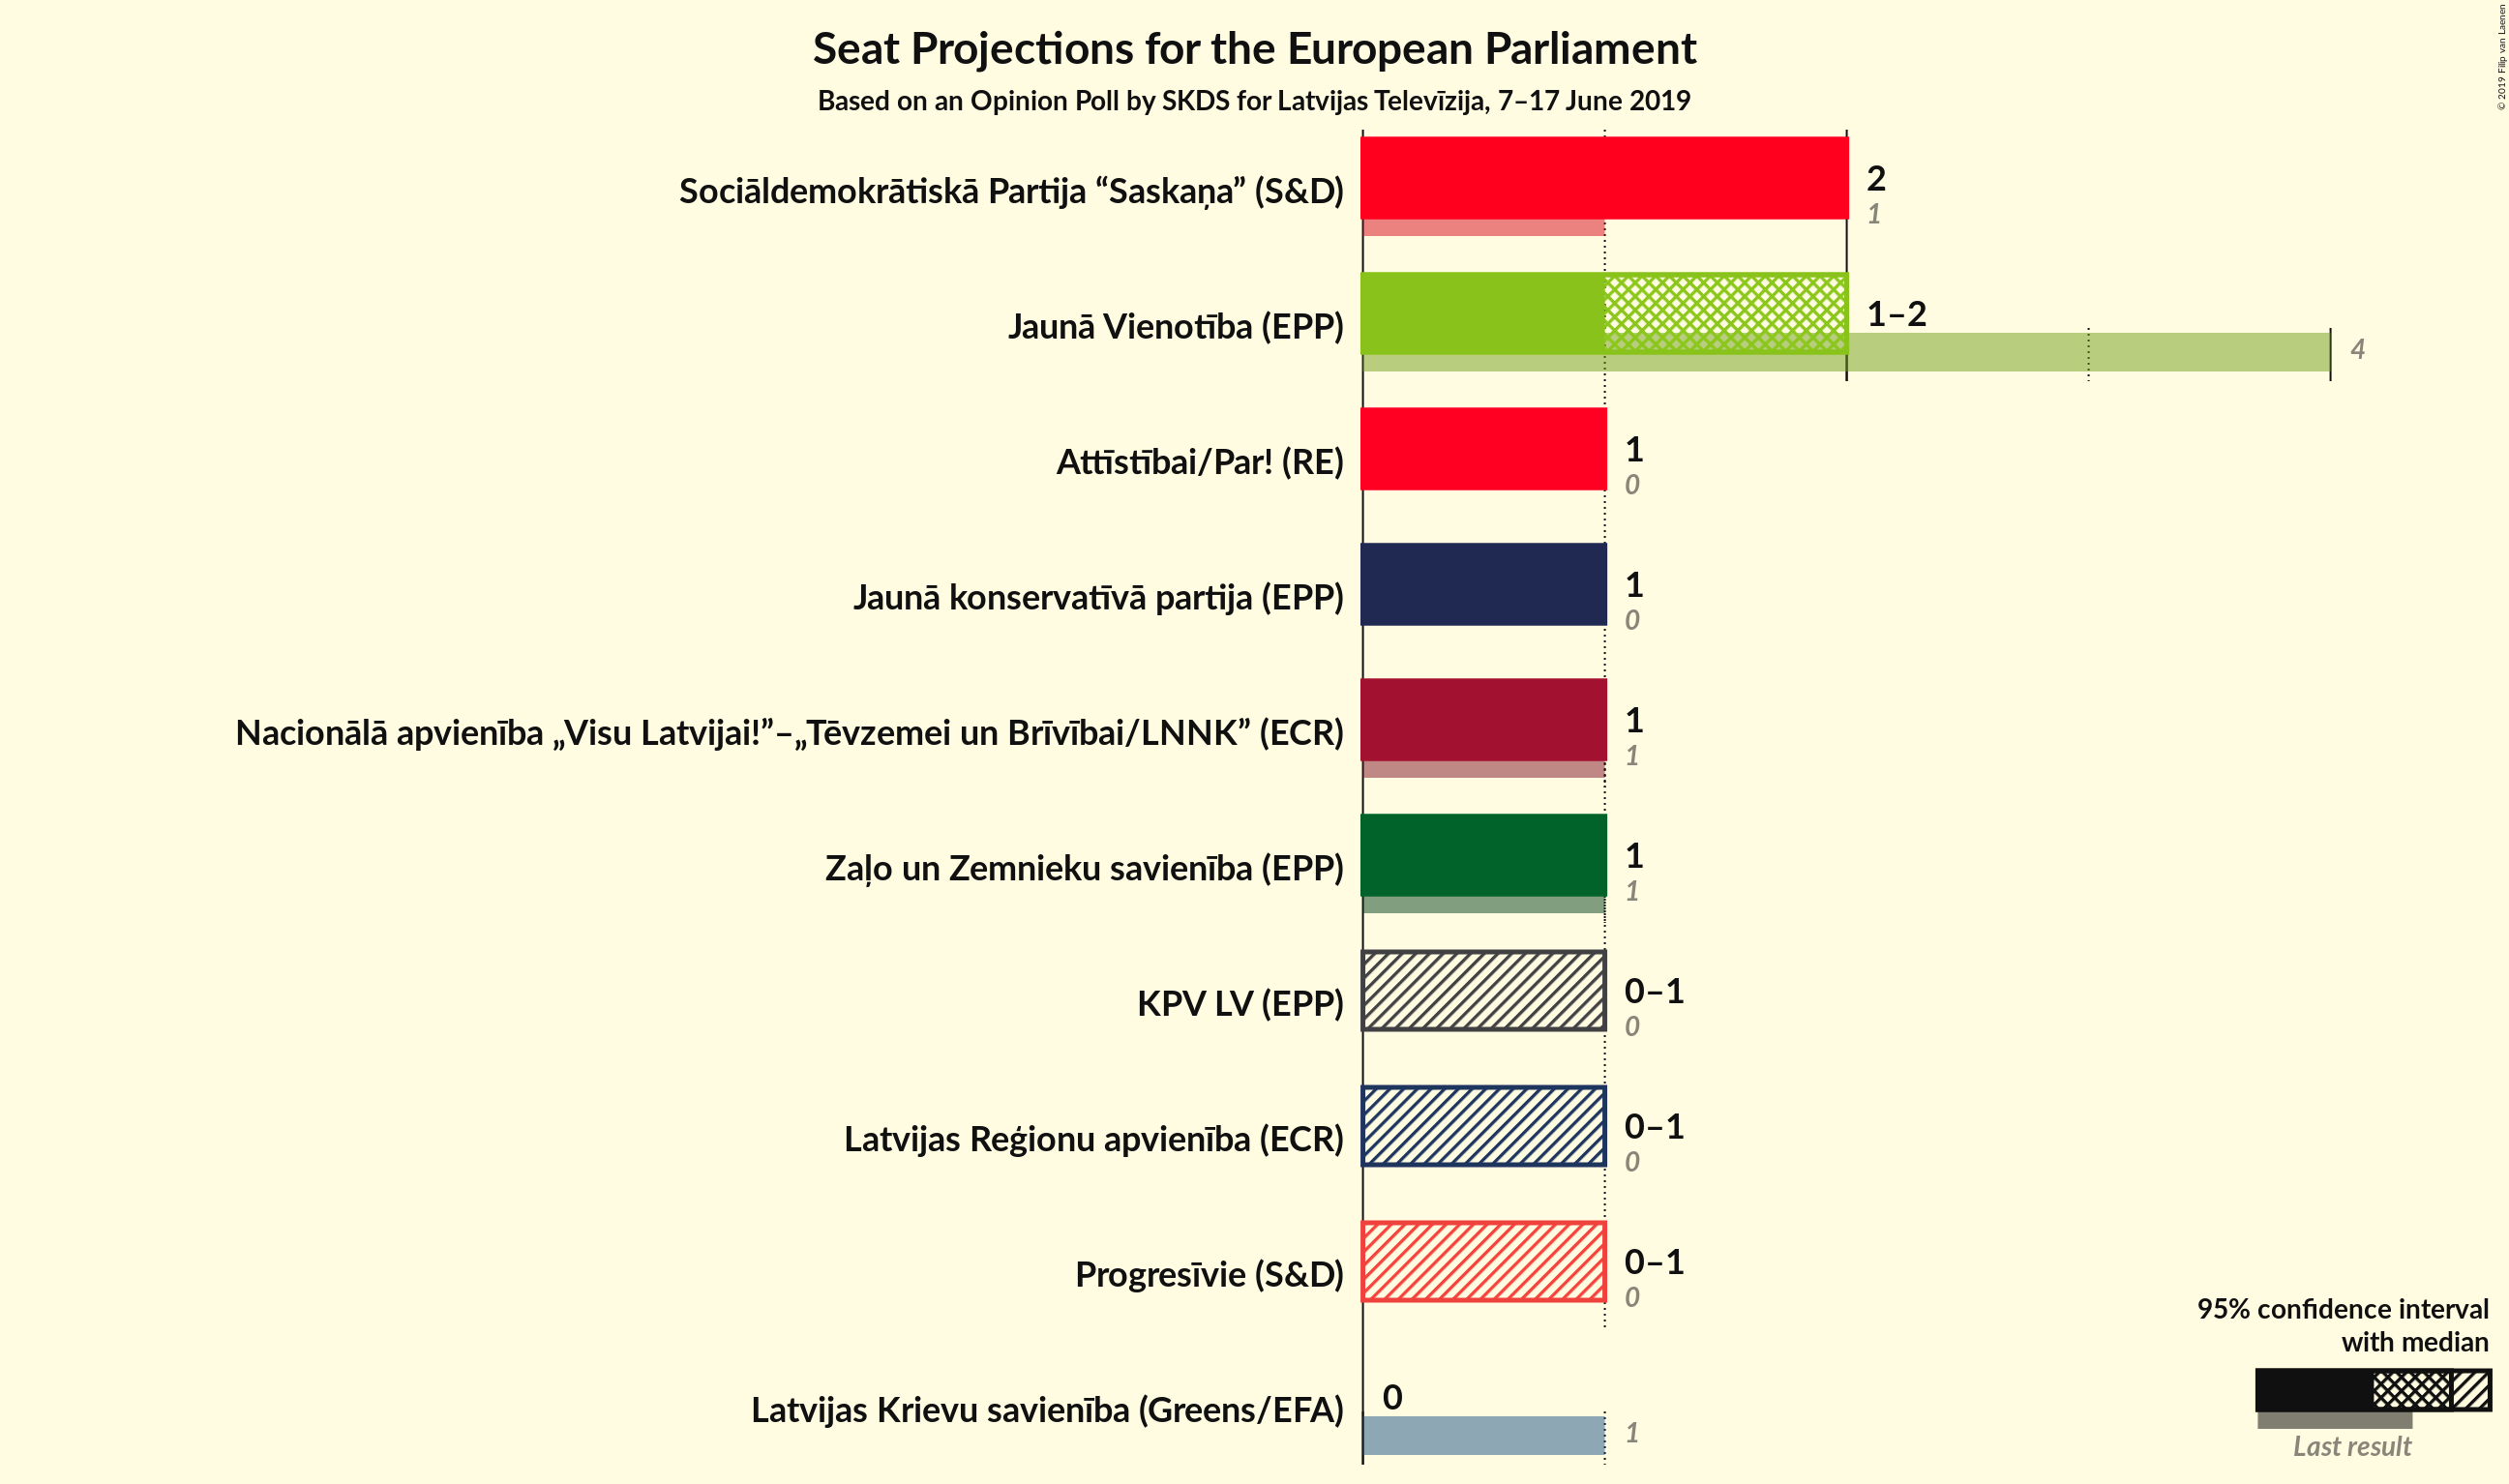 Seat Projections for the European Parliament
Based on an Opinion Poll by SKDS for Latvijas Televīzija, 7–17 June 2019
© 2019 Filip van Laenen
Sociāldemokrātiskā Partija “Saskaņa” (S&D)
2
1
Jaunā Vienotība (EPP)
1–2
4
Attīstībai/Par! (RE)
1
0
Jaunā konservatīvā partija (EPP)
1
0
Nacionālā apvienība „Visu Latvijai!”–„Tēvzemei un Brīvībai/LNNK” (ECR)
1
1
Zaļo un Zemnieku savienība (EPP)
1
1
KPV LV (EPP)
0–1
0
Latvijas Reģionu apvienība (ECR)
0–1
0
Progresīvie (S&D)
0–1
0
Latvijas Krievu savienība (Greens/EFA)
0
1
95% confidence interval
with median
Last result